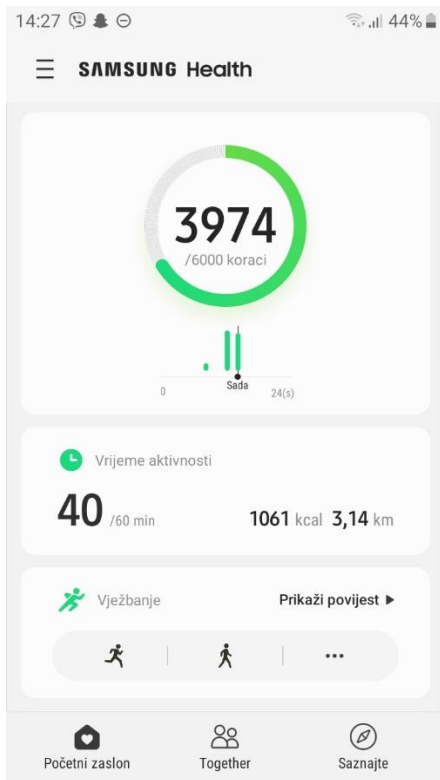 14:27 44%
SAMSUNG Health
3974
/6000 koraci
0 Sada 24(s)
Vrijeme aktivnosti
40 /60 min 1061 kcal 3,14 km
Vježbanje Prikaži povijest
Početni zaslon Together Saznajte